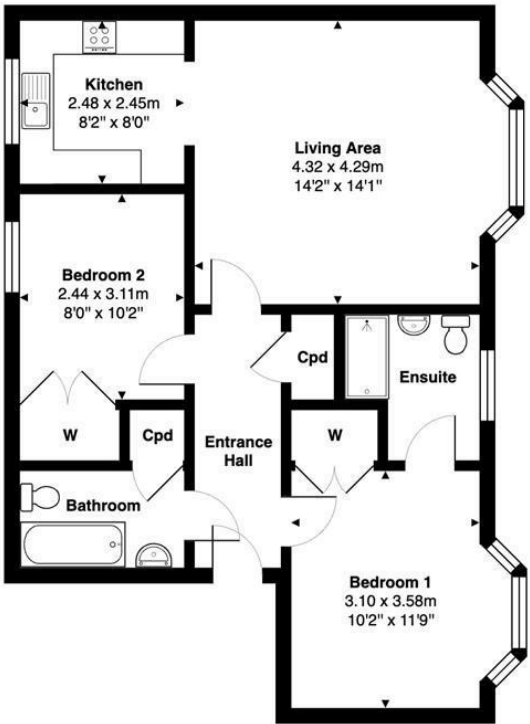 Kitchen
2.48 x 2.45m
8'2" x 8'0"
Living Area
4.32 x 4.29m
14'2" x 14'1"
Bedroom 2
2.44 x 3.11m
8'0" x 10'2"
Cpd
Ensuite
W
Cpd
Entrance
Hall
W
Bathroom
Bedroom 1
3.10 x 3.58m
10'2" x 11'9"